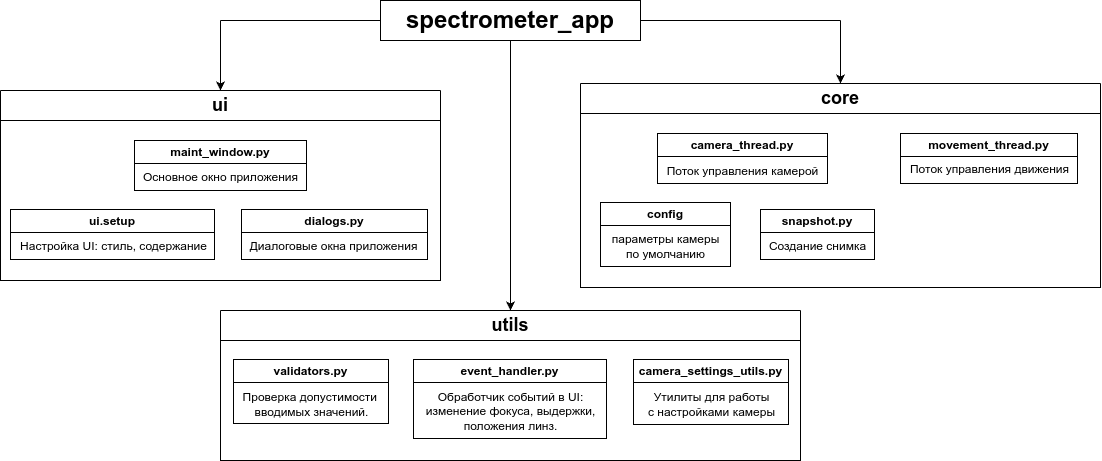 spectrometer_app
ui
maint_window.py
Основное окно приложения
ui.setup
Настройка UI: стиль, содержание
dialogs.py
Диалоговые окна приложения
core
camera_thread.py
Поток управления камерой
movement_thread.py
Поток управления движения
config
параметры камеры
по умолчанию
snapshot.py
Создание снимка
utils
validators.py
Проверка допустимости
вводимых значений.
event_handler.py
Обработчик событий в UI:
изменение фокуса, выдержки,
положения линз.
camera_settings_utils.py
Утилиты для работы
с настройками камеры